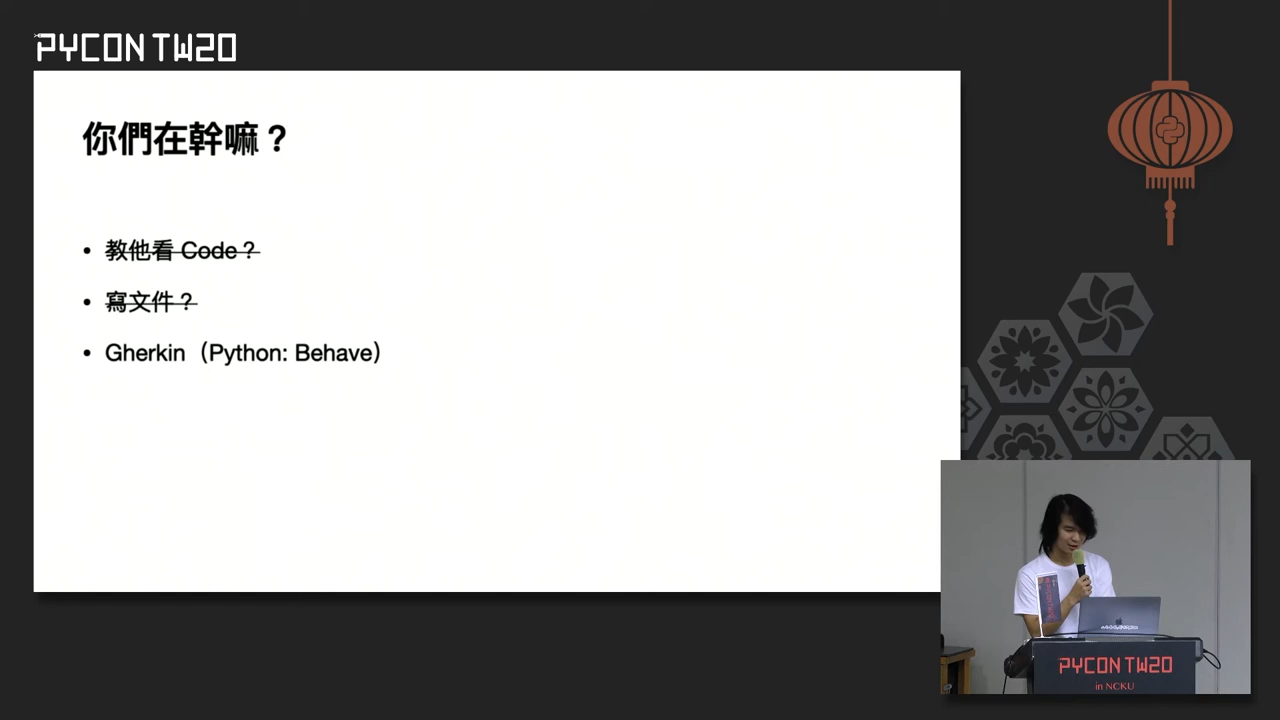 PYCON TW20
你們在幹嘛？
• 教他看 Code？
• 寫文件？
• Gherkin（Python: Behave）
PYCON TW20
in NCKU